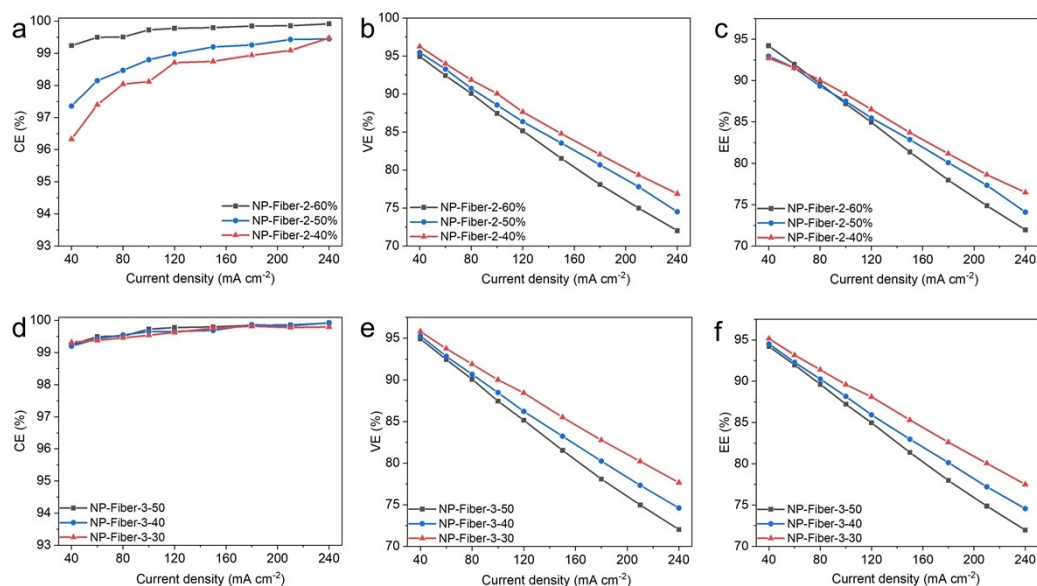 a
100
99
98
97
96
95
94
93
CE (%)
NP-Fiber-2-60%
NP-Fiber-2-50%
NP-Fiber-2-40%
40 80 120 160 200 240
Current density (mA cm⁻²)
b
95
90
85
80
75
70
VE (%)
NP-Fiber-2-60%
NP-Fiber-2-50%
NP-Fiber-2-40%
40 80 120 160 200 240
Current density (mA cm⁻²)
c
95
90
85
80
75
70
EE (%)
NP-Fiber-2-60%
NP-Fiber-2-50%
NP-Fiber-2-40%
40 80 120 160 200 240
Current density (mA cm⁻²)
d
100
99
98
97
96
95
94
93
CE (%)
NP-Fiber-3-50
NP-Fiber-3-40
NP-Fiber-3-30
40 80 120 160 200 240
Current density (mA cm⁻²)
e
95
90
85
80
75
70
VE (%)
NP-Fiber-3-50
NP-Fiber-3-40
NP-Fiber-3-30
40 80 120 160 200 240
Current density (mA cm⁻²)
f
95
90
85
80
75
70
EE (%)
NP-Fiber-3-50
NP-Fiber-3-40
NP-Fiber-3-30
40 80 120 160 200 240
Current density (mA cm⁻²)